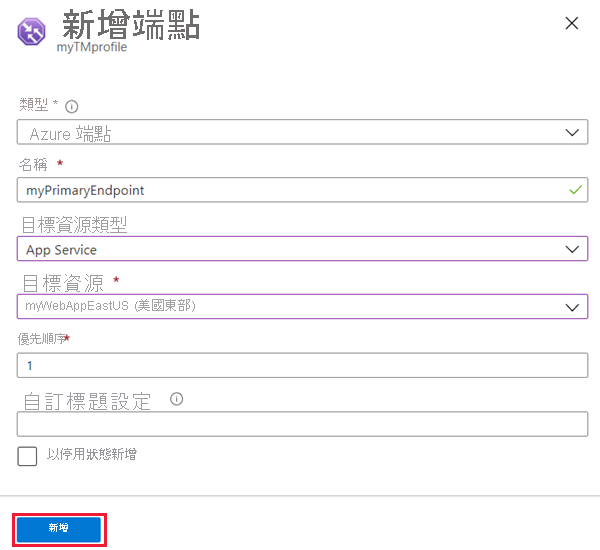 新增端點
myTMprofile
類型 *
Azure 端點
名稱 *
myPrimaryEndpoint
目標資源類型
App Service
目標資源 *
myWebAppEastUS (美國東部)
優先順序*
1
自訂標題設定
以停用狀態新增
新增